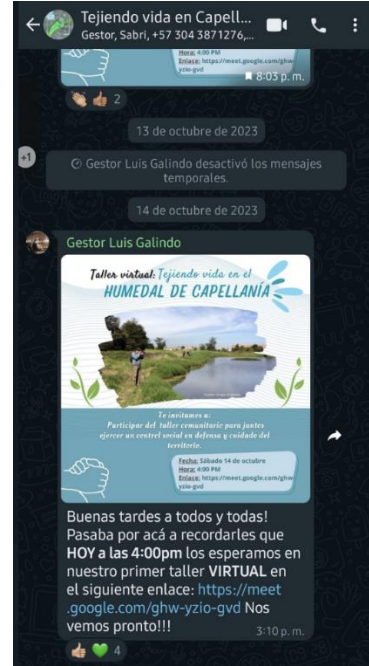 Tejiendo vida en Capell...
Gestor, Sabri, +57 304 3871276,...
Hora: 4:00 PM
Enlace: https://meet.google.com/ghw-
yzio-gvd
8:03 p. m.
2
13 de octubre de 2023
+1
Gestor Luis Galindo desactivó los mensajes
temporales.
14 de octubre de 2023
Gestor Luis Galindo
Taller virtual: Tejiendo vida en el
HUMEDAL DE CAPELLANÍA
Te invitamos a:
Participar del taller comunitario para juntos
ejercer un control social en defensa y cuidado del
territorio.
Fecha: Sábado 14 de octubre
Hora: 4:00 PM
Enlace: https://meet.google.com/ghw-
yzio-gvd
Buenas tardes a todos y todas!
Pasaba por acá a recordarles que
HOY a las 4:00pm los esperamos en
nuestro primer taller VIRTUAL en
el siguiente enlace: https://meet
.google.com/ghw-yzio-gvd Nos
vemos pronto!!!
3:10 p. m.
4